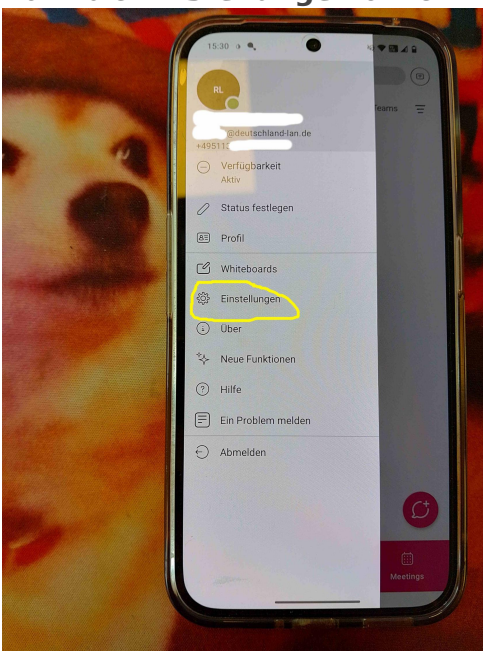 15:30
RL
@deutschland-lan.de
+49511
Teams
Verfügbarkeit
Aktiv
Status festlegen
Profil
Whiteboards
Einstellungen
Über
Neue Funktionen
Hilfe
Ein Problem melden
Abmelden
Meetings